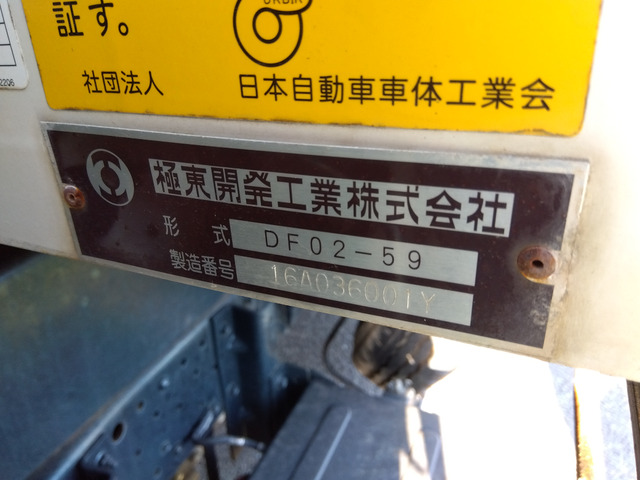 証す。
社団法人 日本自動車車体工業会
極東開発工業株式会社
形式 DF02-59
製造番号 16A036001Y